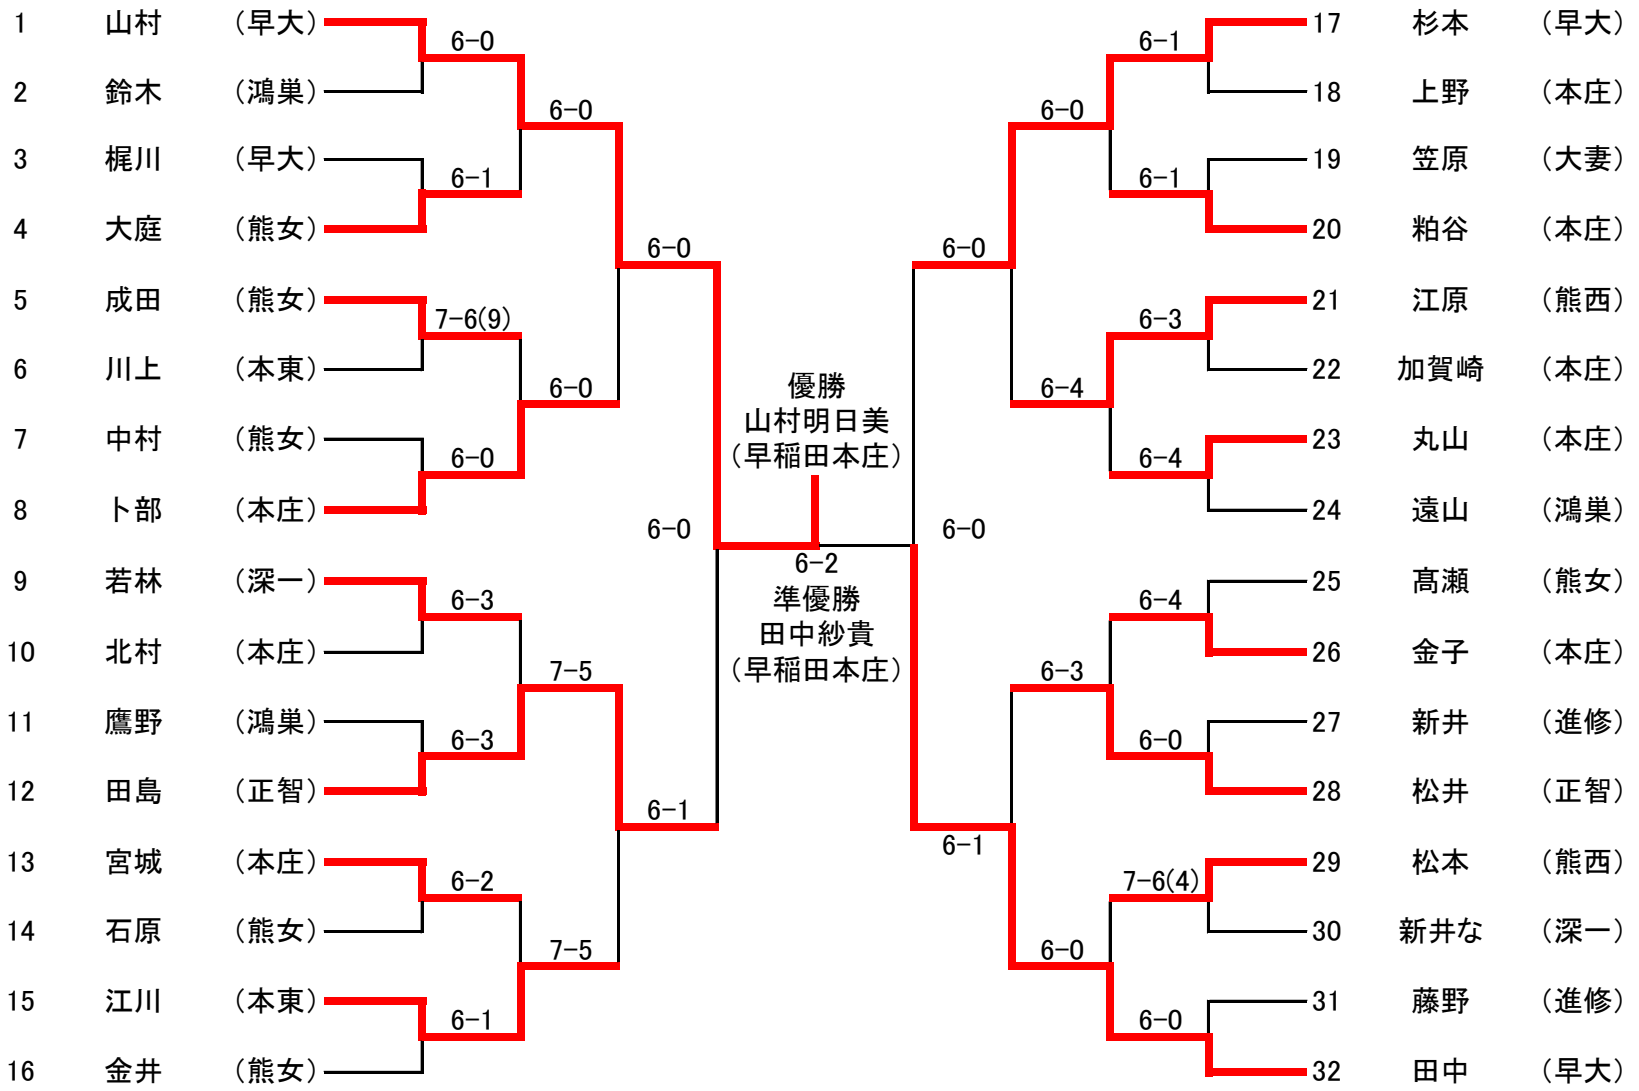 1 山村 (早大)
2 鈴木 (鴻巣)
3 梶川 (早大)
4 大庭 (熊女)
5 成田 (熊女)
6 川上 (本東)
7 中村 (熊女)
8 卜部 (本庄)
9 若林 (深一)
10 北村 (本庄)
11 鷹野 (鴻巣)
12 田島 (正智)
13 宮城 (本庄)
14 石原 (熊女)
15 江川 (本東)
16 金井 (熊女)
6-0
6-1
7-6(9)
6-0
6-3
6-3
6-2
6-1
6-0
6-0
7-5
7-5
6-0
6-1
6-0
優勝
山村明日美
(早稲田本庄)
6-2
準優勝
田中紗貴
(早稲田本庄)
6-0
6-0
6-1
6-0
6-4
6-3
6-0
6-1
6-1
6-3
6-4
6-4
6-0
7-6(4)
6-0
17 杉本 (早大)
18 上野 (本庄)
19 笠原 (大妻)
20 粕谷 (本庄)
21 江原 (熊西)
22 加賀崎 (本庄)
23 丸山 (本庄)
24 遠山 (鴻巣)
25 髙瀬 (熊女)
26 金子 (本庄)
27 新井 (進修)
28 松井 (正智)
29 松本 (熊西)
30 新井な (深一)
31 藤野 (進修)
32 田中 (早大)